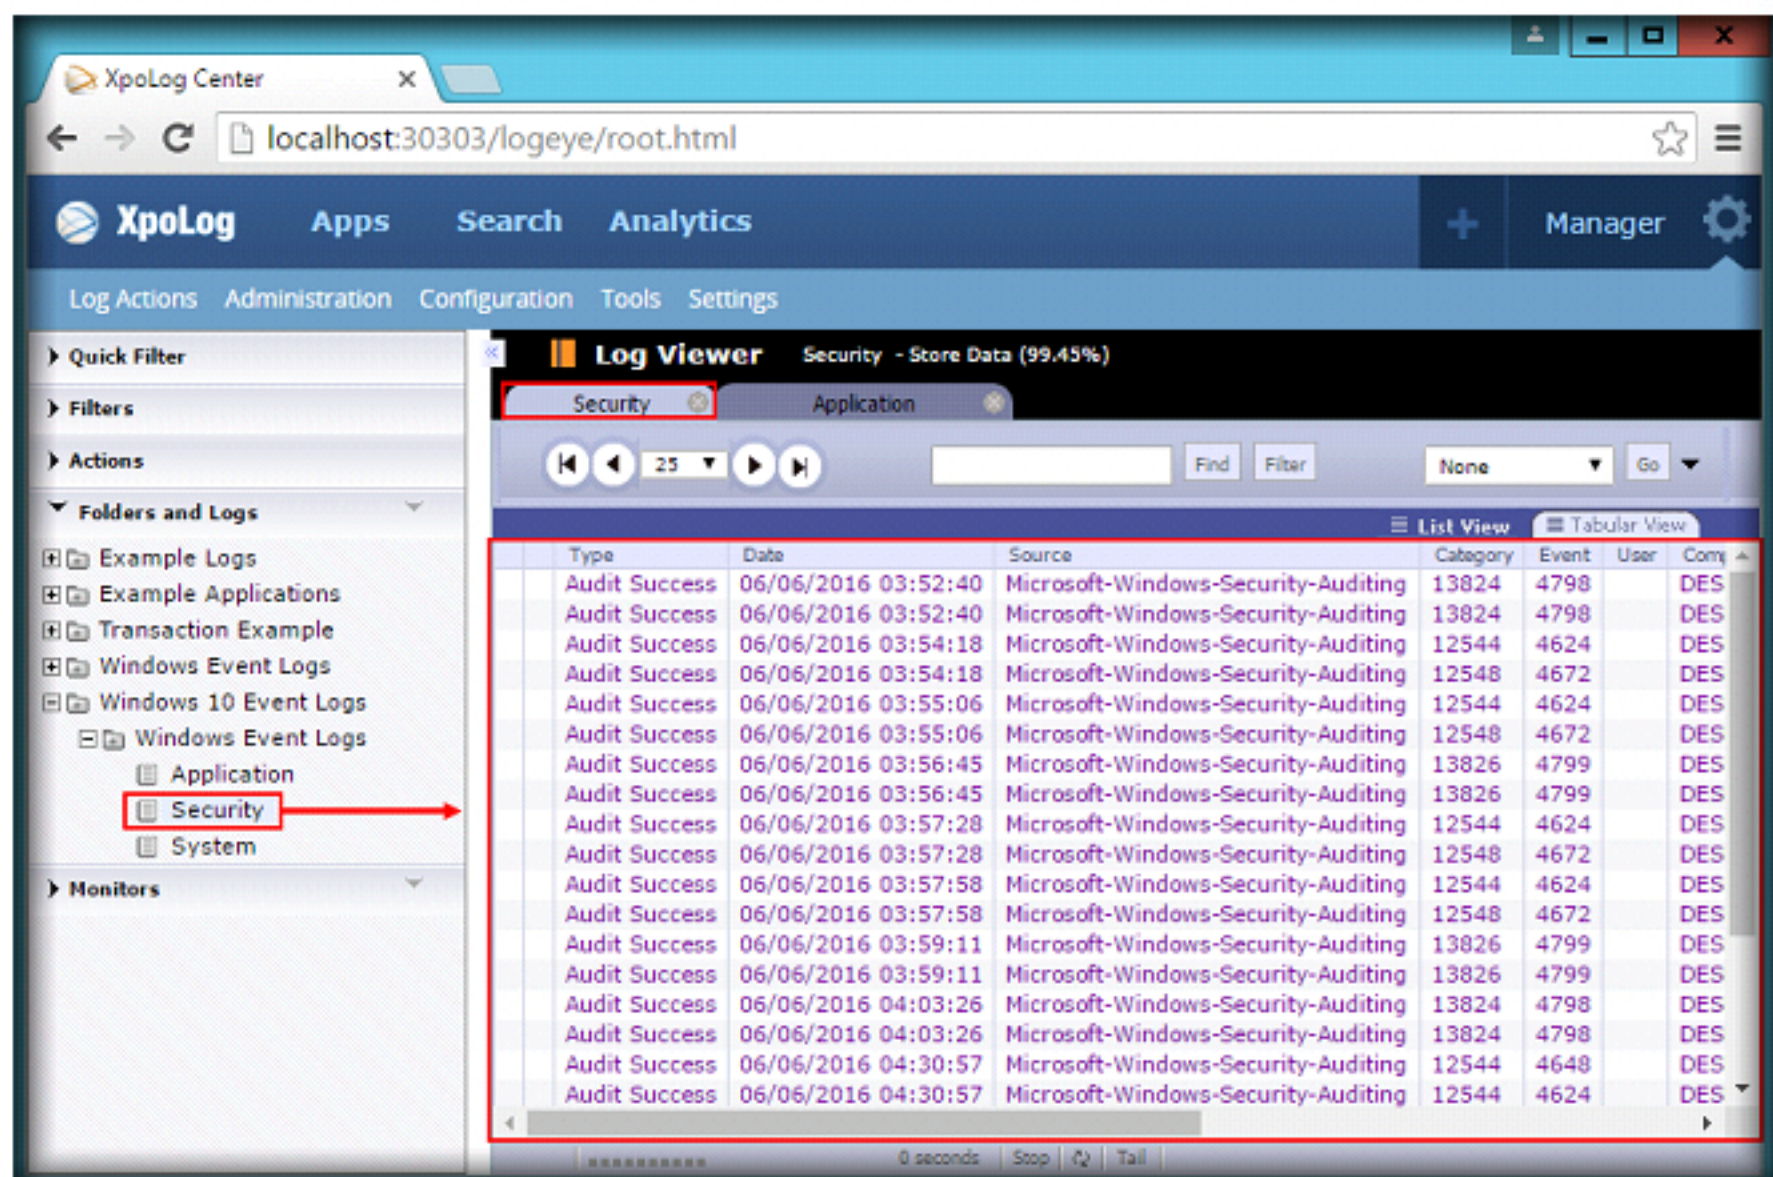 XpoLog Center
localhost:30303/logeye/root.html
XpoLog Apps Search Analytics Manager
Log Actions Administration Configuration Tools Settings
Quick Filter
Filters
Actions
Folders and Logs
Example Logs
Example Applications
Transaction Example
Windows Event Logs
Windows 10 Event Logs
Windows Event Logs
Application
Security
System
Monitors
Log Viewer Security - Store Data (99.45%)
Security Application
25 Find Filter None Go
List View Tabular View
Type Date Source Category Event User Com
Audit Success 06/06/2016 03:52:40 Microsoft-Windows-Security-Auditing 13824 4798 DES
Audit Success 06/06/2016 03:52:40 Microsoft-Windows-Security-Auditing 13824 4798 DES
Audit Success 06/06/2016 03:54:18 Microsoft-Windows-Security-Auditing 12544 4624 DES
Audit Success 06/06/2016 03:54:18 Microsoft-Windows-Security-Auditing 12548 4672 DES
Audit Success 06/06/2016 03:55:06 Microsoft-Windows-Security-Auditing 12544 4624 DES
Audit Success 06/06/2016 03:55:06 Microsoft-Windows-Security-Auditing 12548 4672 DES
Audit Success 06/06/2016 03:56:45 Microsoft-Windows-Security-Auditing 13826 4799 DES
Audit Success 06/06/2016 03:56:45 Microsoft-Windows-Security-Auditing 13826 4799 DES
Audit Success 06/06/2016 03:57:28 Microsoft-Windows-Security-Auditing 12544 4624 DES
Audit Success 06/06/2016 03:57:28 Microsoft-Windows-Security-Auditing 12548 4672 DES
Audit Success 06/06/2016 03:57:58 Microsoft-Windows-Security-Auditing 12544 4624 DES
Audit Success 06/06/2016 03:57:58 Microsoft-Windows-Security-Auditing 12548 4672 DES
Audit Success 06/06/2016 03:59:11 Microsoft-Windows-Security-Auditing 13826 4799 DES
Audit Success 06/06/2016 03:59:11 Microsoft-Windows-Security-Auditing 13826 4799 DES
Audit Success 06/06/2016 04:03:26 Microsoft-Windows-Security-Auditing 13824 4798 DES
Audit Success 06/06/2016 04:03:26 Microsoft-Windows-Security-Auditing 13824 4798 DES
Audit Success 06/06/2016 04:30:57 Microsoft-Windows-Security-Auditing 12544 4648 DES
Audit Success 06/06/2016 04:30:57 Microsoft-Windows-Security-Auditing 12544 4624 DES
0 seconds Stop Tail